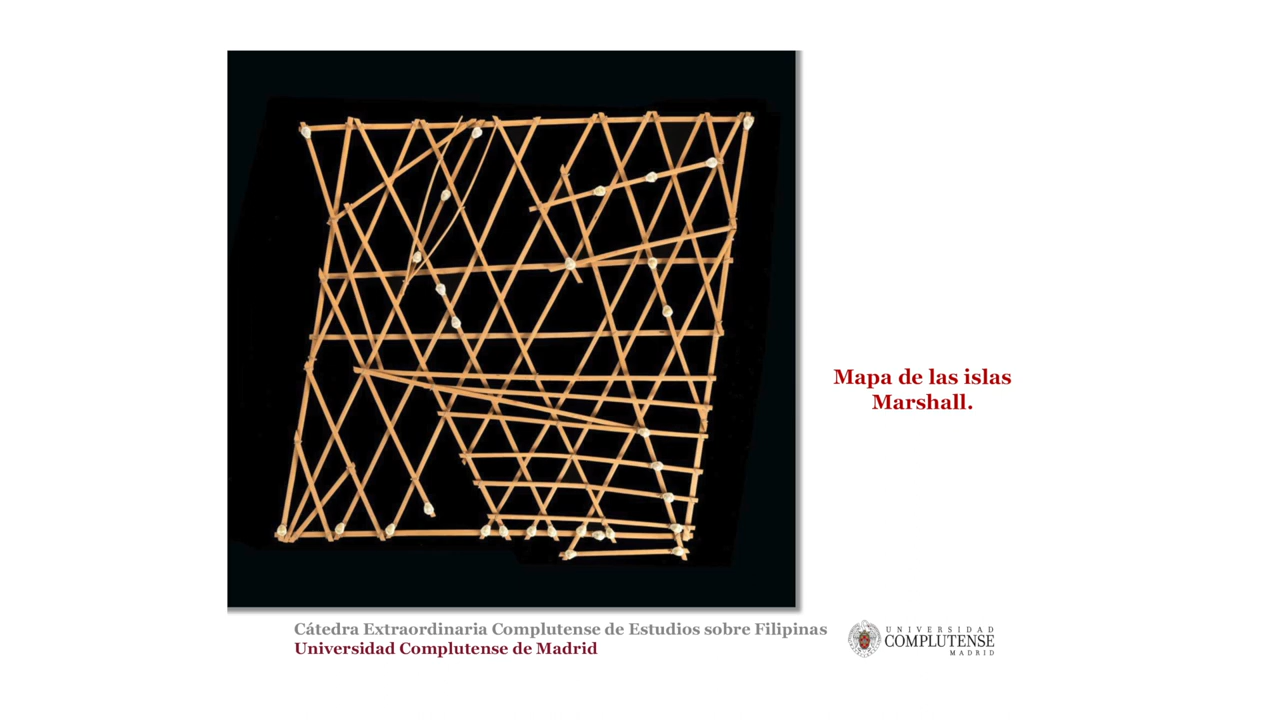 Mapa de las islas
Marshall.
Cátedra Extraordinaria Complutense de Estudios sobre Filipinas
Universidad Complutense de Madrid
UNIVERSIDAD
COMPLUTENSE
MADRID